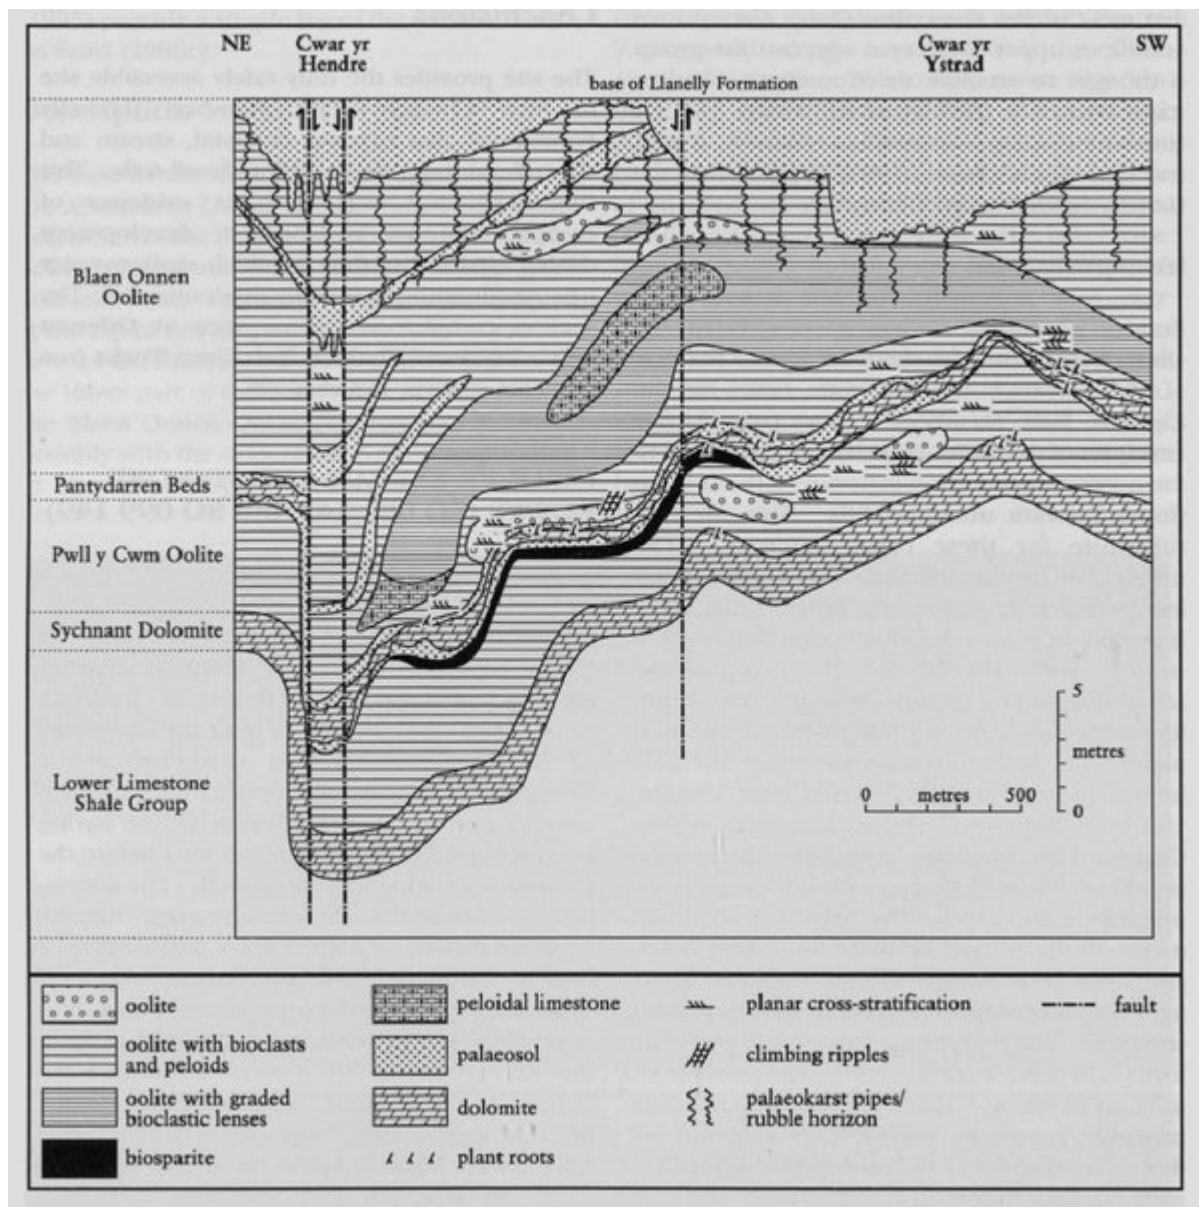 NE
Cwar yr
Hendre
Cwar yr
Ystrad
SW
base of Llanelly Formation
Blaen Onnen
Oolite
Pantydarren Beds
Pwll y Cwm Oolite
Sychnant Dolomite
Lower Limestone
Shale Group
5
metres
0
0 metres 500
oolite
oolite with bioclasts
and peloids
oolite with graded
bioclastic lenses
biosparite
peloidal limestone
palaeosol
dolomite
plant roots
planar cross-stratification
climbing ripples
palaeokarst pipes/
rubble horizon
fault